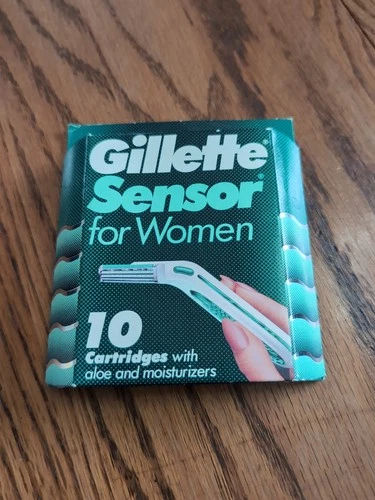 Gillette®
Sensor®
for Women
10
Cartridges with
aloe and moisturizers